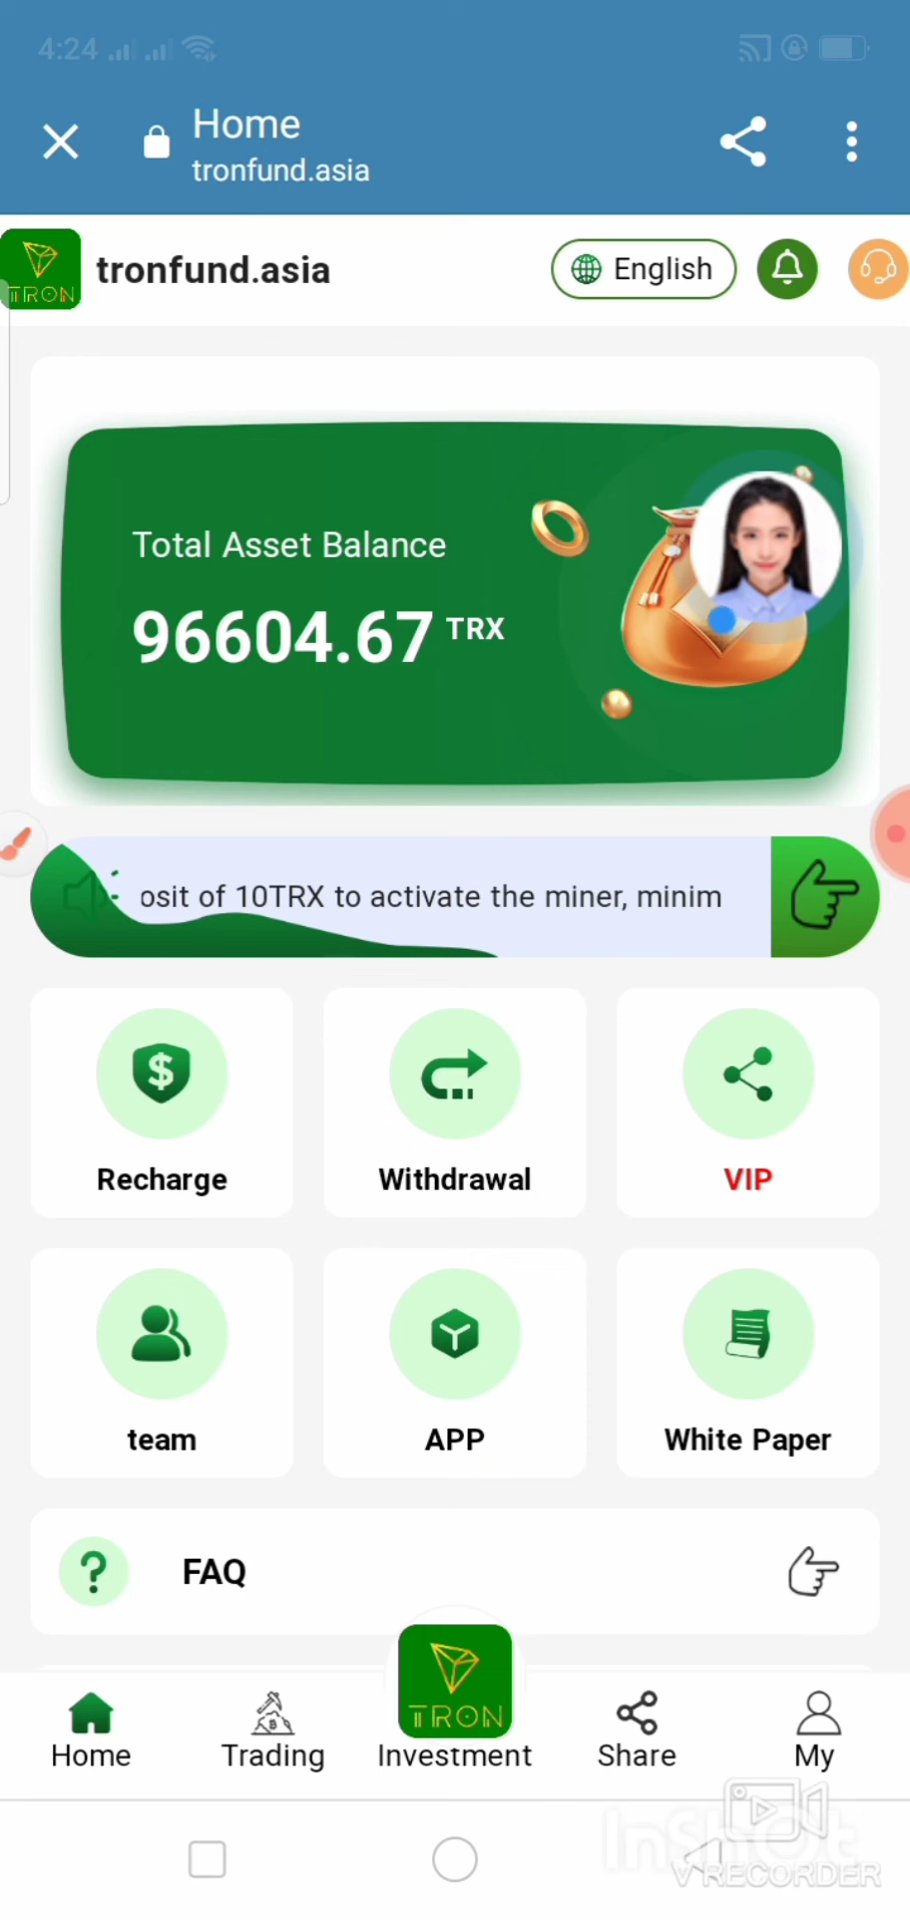 4:24
Home
tronfund.asia
TRON
tronfund.asia
English
Total Asset Balance
96604.67 TRX
osit of 10TRX to activate the miner, minim
Recharge
Withdrawal
VIP
team
APP
White Paper
FAQ
TRON
Home
Trading
Investment
Share
My
InShot
RECORDER